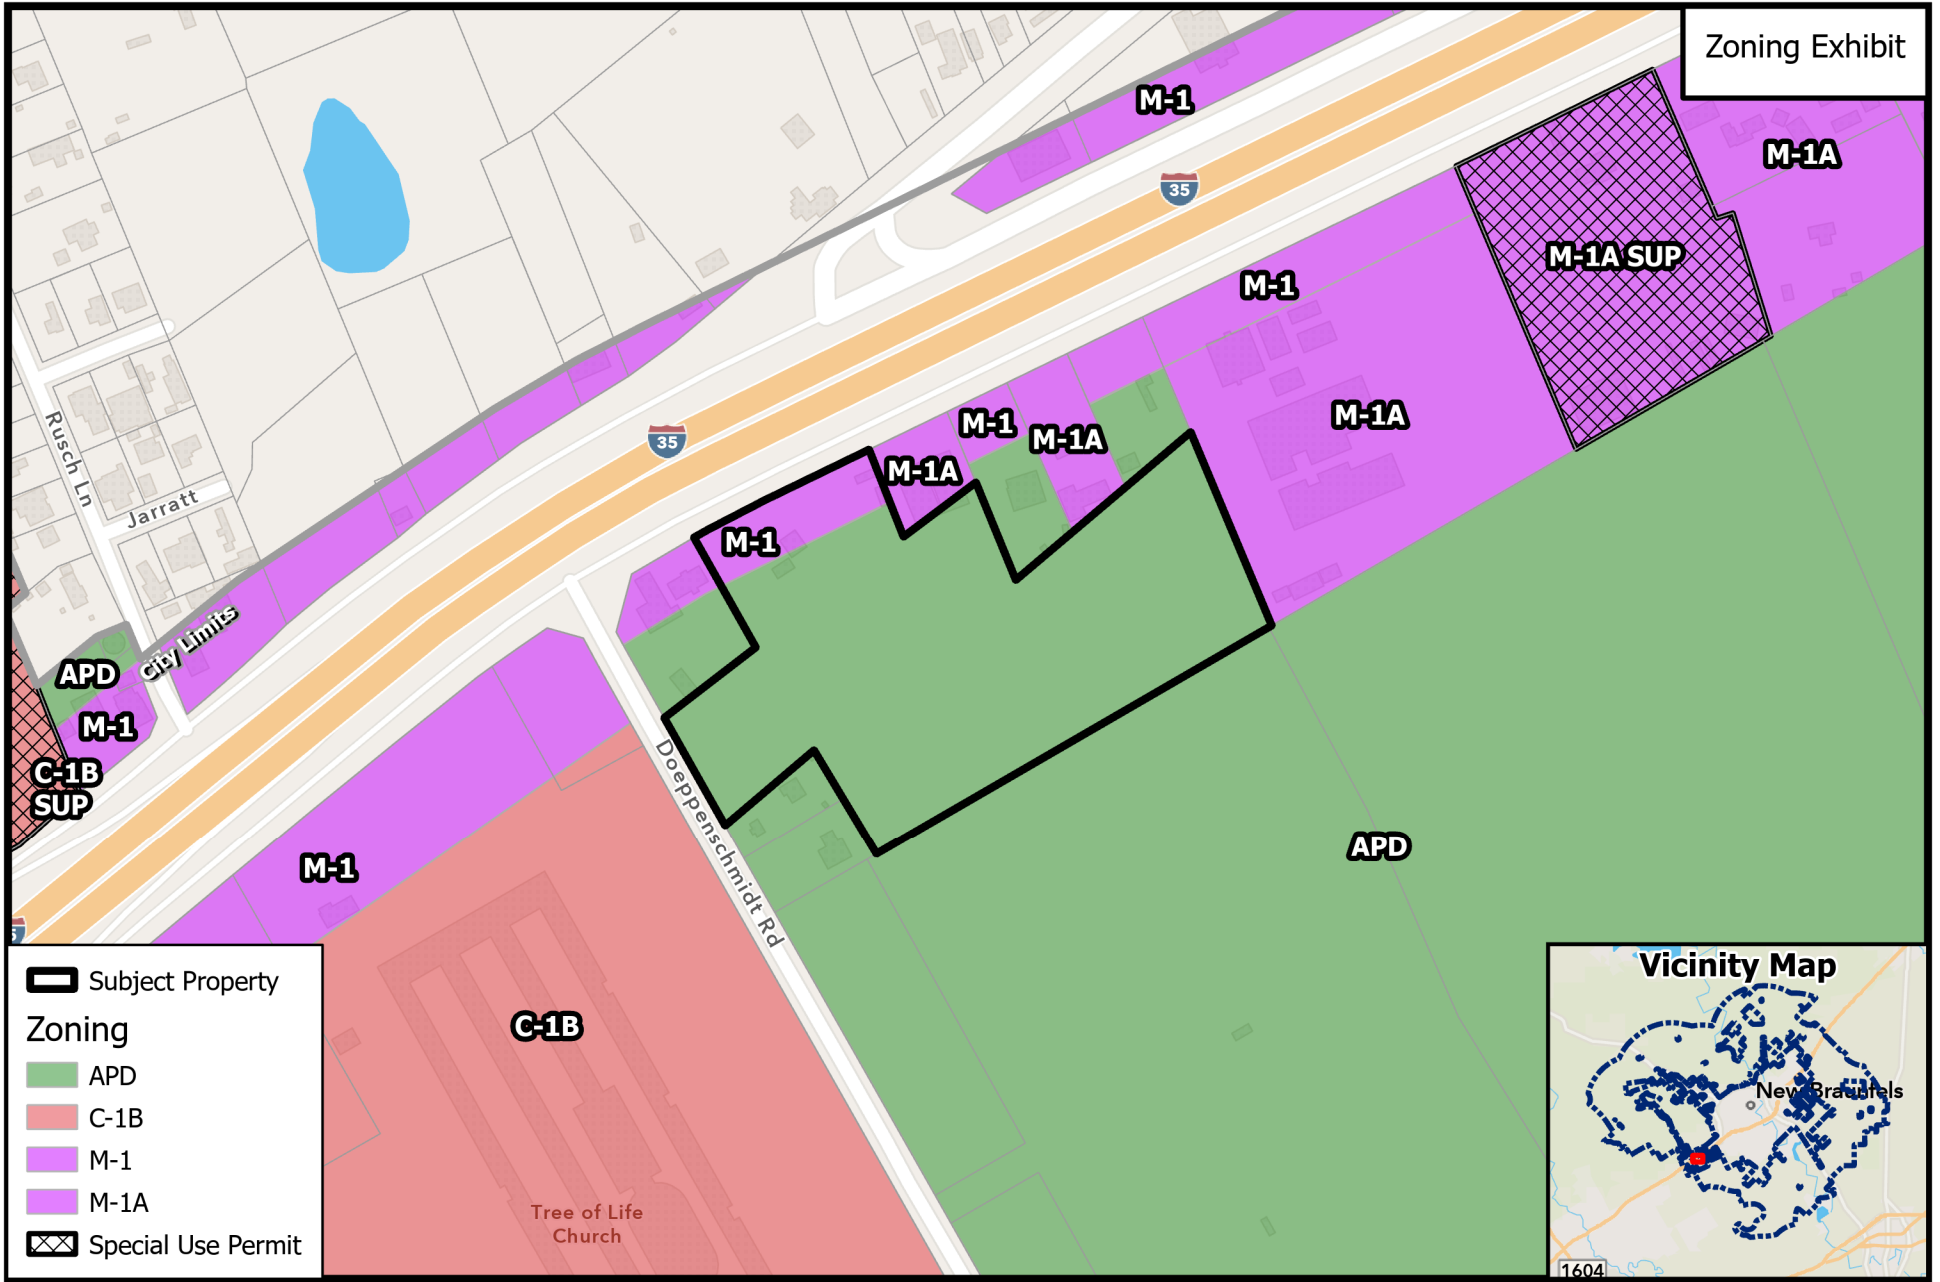 Zoning Exhibit
M-1
M-1A
35
M-1A SUP
M-1
M-1A
M-1
M-1A
35
M-1A
M-1
Rusch Ln
Jarratt
City Limits
APD
M-1
C-1B
SUP
Doeppenschmidt Rd
APD
M-1
5
C-1B
Tree of Life
Church
Subject Property
Zoning
APD
C-1B
M-1
M-1A
Special Use Permit
Vicinity Map
New Braunfels
1604